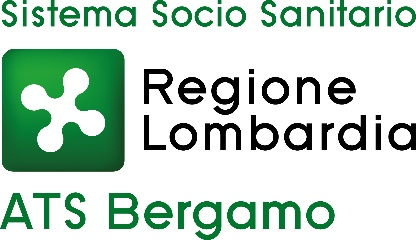 Sistema Socio Sanitario
Regione
Lombardia
ATS Bergamo